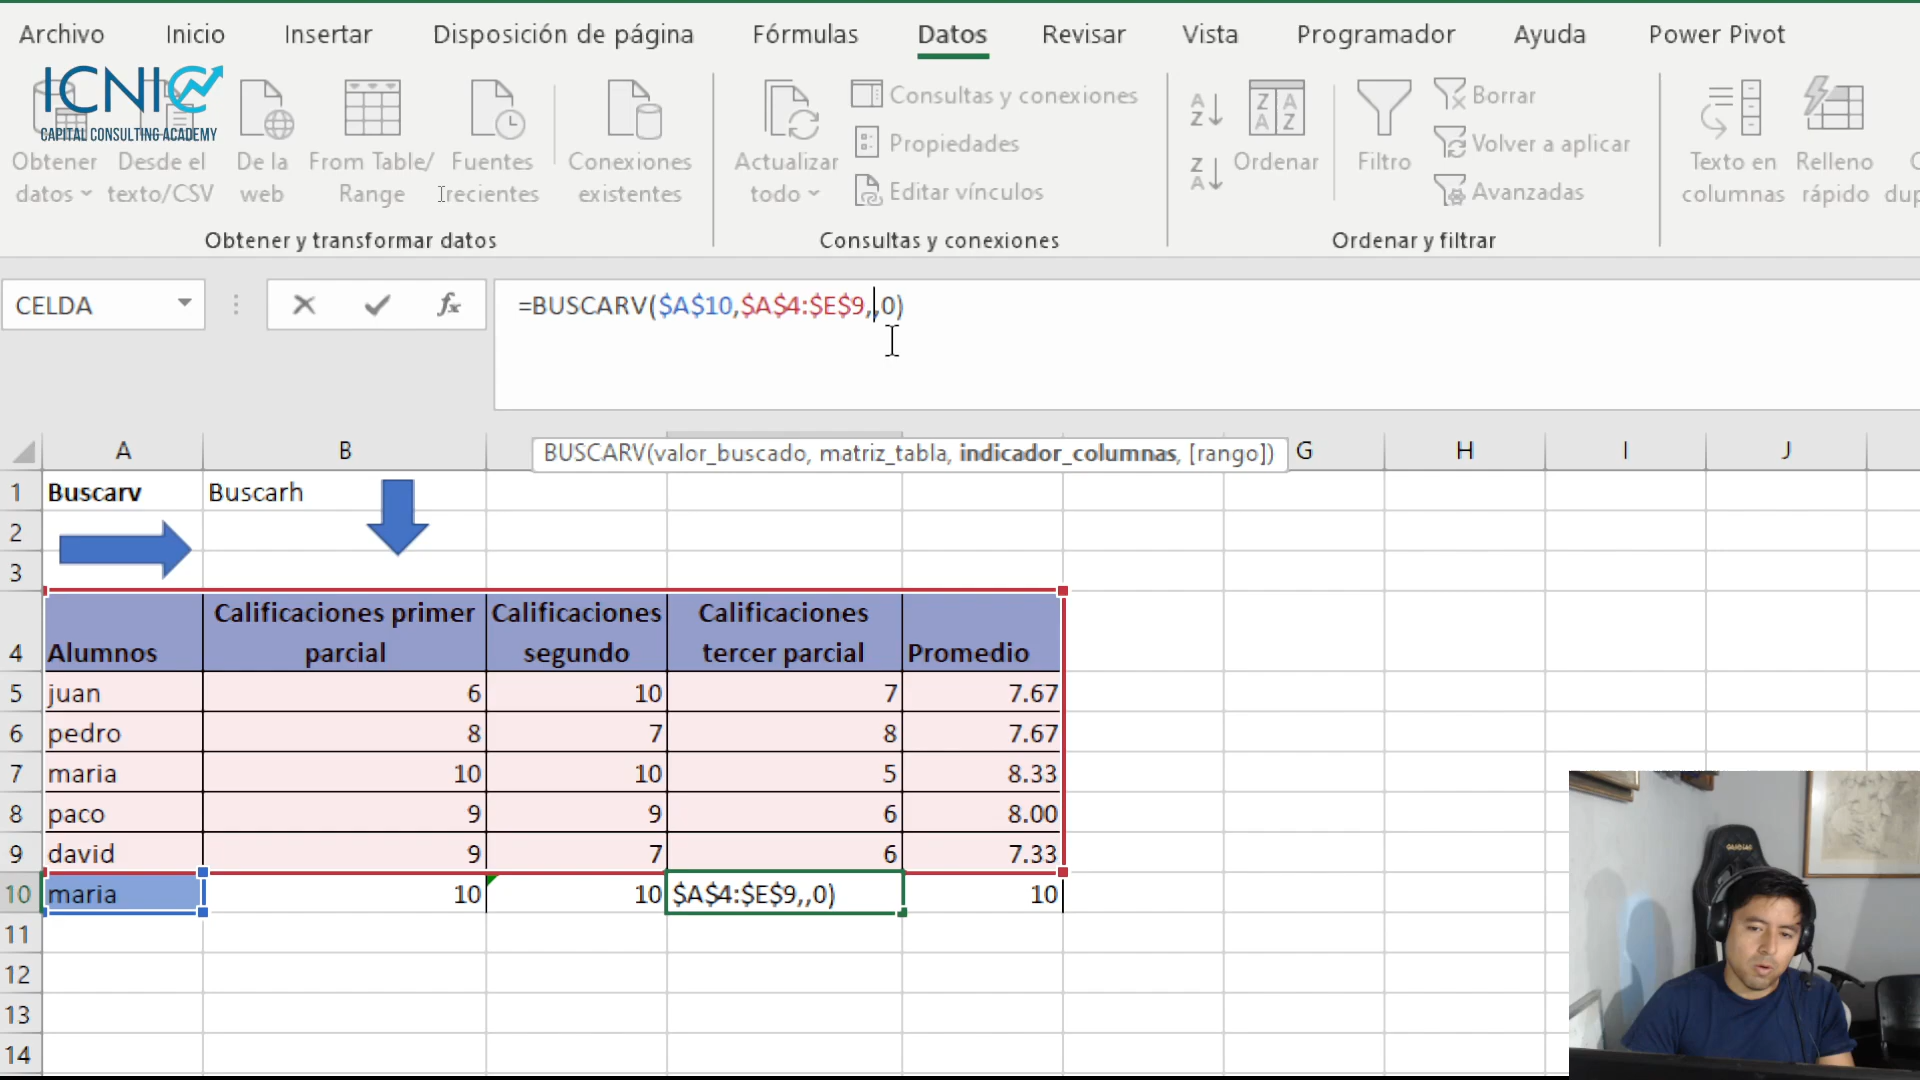 Archivo Inicio Insertar Disposición de página Fórmulas Datos Revisar Vista Programador Ayuda Power Pivot
ICNIC
CAPITAL CONSULTING ACADEMY
Obtener datos
Desde el texto/CSV
De la web
From Table/ Range
Fuentes recientes
Conexiones existentes
Obtener y transformar datos
Actualizar todo
Consultas y conexiones
Propiedades
Editar vínculos
Consultas y conexiones
Ordenar
Filtro
Borrar
Volver a aplicar
Avanzadas
Ordenar y filtrar
Texto en columnas
Relleno rápido
CELDA fx =BUSCARV($A$10,$A$4:$E$9,,0)
BUSCARV(valor_buscado, matriz_tabla, indicador_columnas, [rango])
A B G H I J
1 Buscarv Buscarh
2
3
4 Alumnos Calificaciones primer parcial Calificaciones segundo Calificaciones tercer parcial Promedio
5 juan 6 10 7 7.67
6 pedro 8 7 8 7.67
7 maria 10 10 5 8.33
8 paco 9 9 6 8.00
9 david 9 7 6 7.33
10 maria 10 10 $A$4:$E$9,,0) 10
11
12
13
14